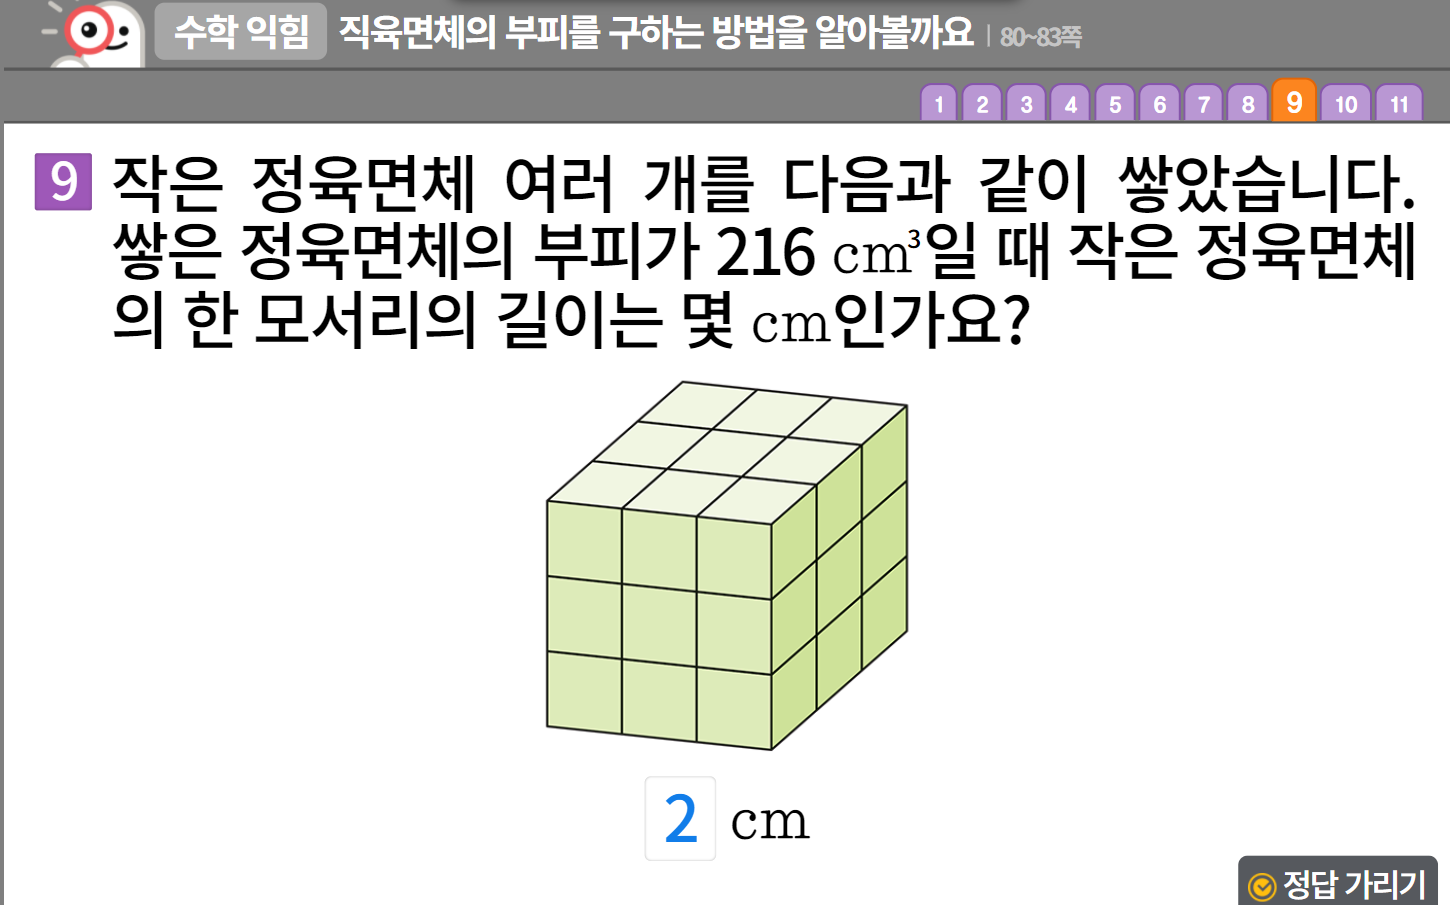 수학 익힘 직육면체의 부피를 구하는 방법을 알아볼까요 | 80~83쪽
1 2 3 4 5 6 7 8 9 10 11
9 작은 정육면체 여러 개를 다음과 같이 쌓았습니다.
쌓은 정육면체의 부피가 216 cm³일 때 작은 정육면체
의 한 모서리의 길이는 몇 cm인가요?
2 cm
정답 가리기